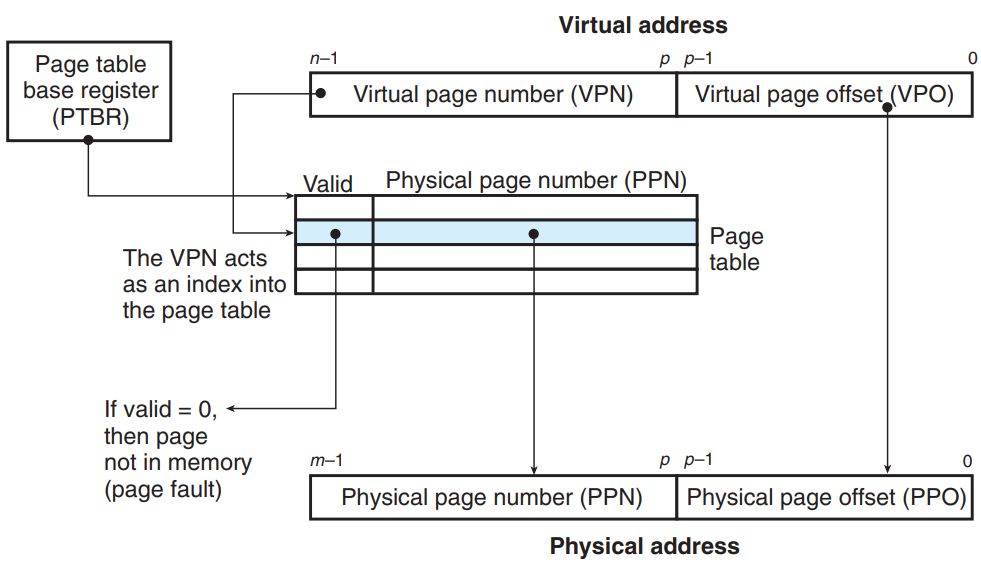 Virtual address
Page table
base register
(PTBR)
n–1
p
p–1
0
Virtual page number (VPN)
Virtual page offset (VPO)
Valid
Physical page number (PPN)
Page
table
The VPN acts
as an index into
the page table
If valid = 0,
then page
not in memory
(page fault)
m–1
p
p–1
0
Physical page number (PPN)
Physical page offset (PPO)
Physical address